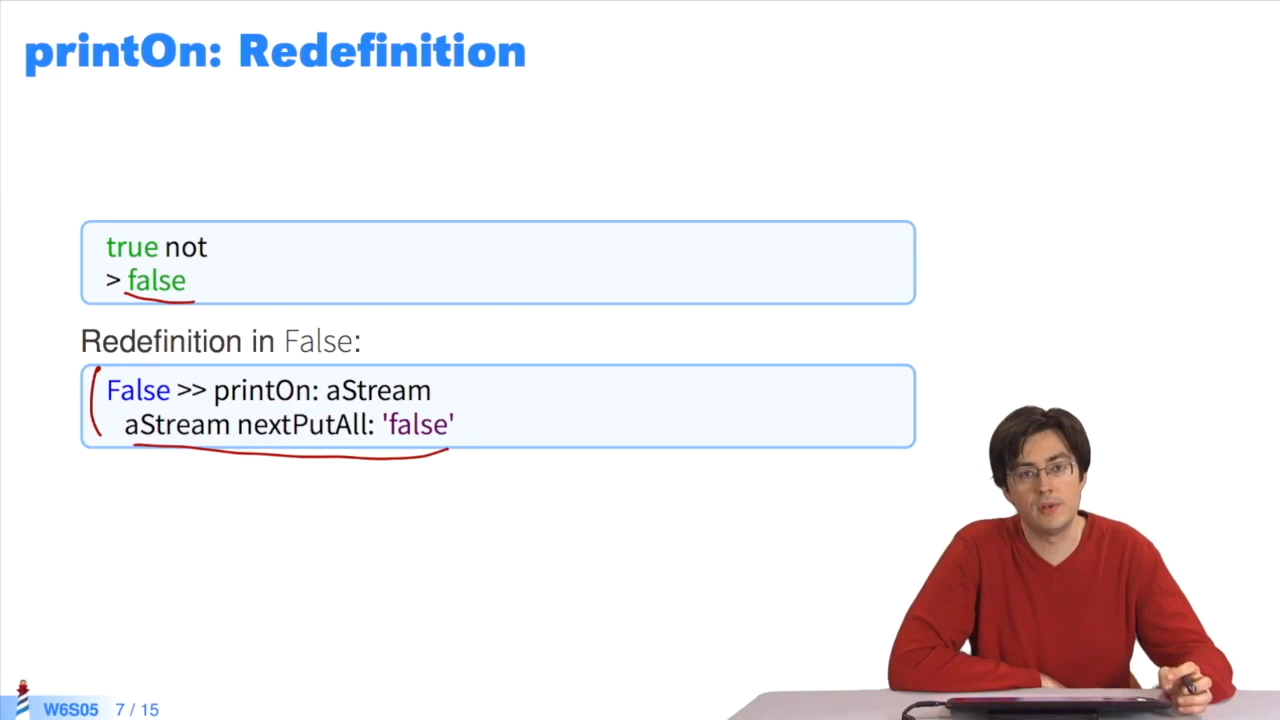 printOn: Redefinition
true not
> false
Redefinition in False:
False >> printOn: aStream
aStream nextPutAll: 'false'
W6S05 7 / 15